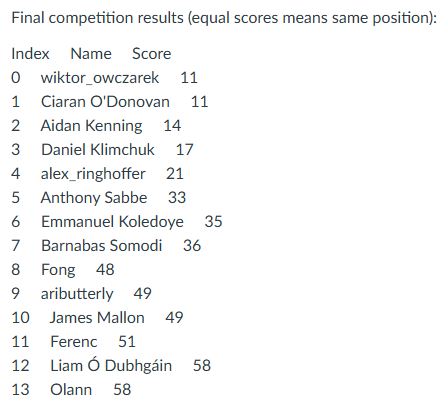 Final competition results (equal scores means same position):
Index Name Score
0 wiktor_owczarek 11
1 Ciaran O'Donovan 11
2 Aidan Kenning 14
3 Daniel Klimchuk 17
4 alex_ringhoffer 21
5 Anthony Sabbe 33
6 Emmanuel Koledoye 35
7 Barnabas Somodi 36
8 Fong 48
9 aributterly 49
10 James Mallon 49
11 Ferenc 51
12 Liam Ó Dubhgáin 58
13 Olann 58